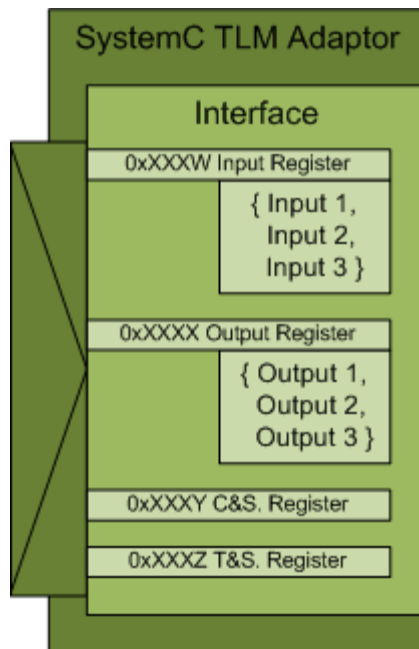 SystemC TLM Adaptor
Interface
0xXXXW Input Register
{ Input 1,
Input 2,
Input 3 }
0xXXXX Output Register
{ Output 1,
Output 2,
Output 3 }
0xXXXY C&S. Register
0xXXXZ T&S. Register